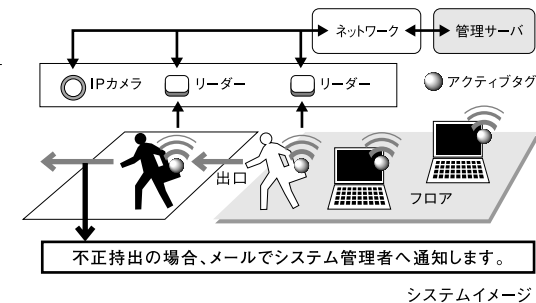 ネットワーク
管理サーバ
IPカメラ
リーダー
リーダー
アクティブタグ
出口
フロア
不正持出の場合、メールでシステム管理者へ通知します。
システムイメージ